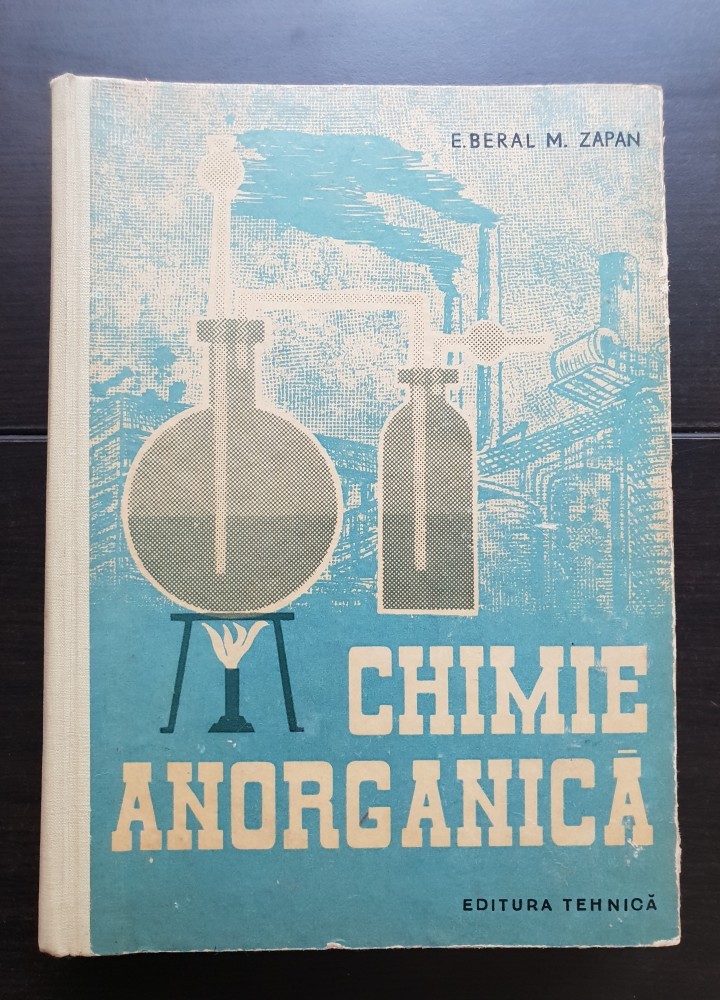 E.BERAL M. ZAPAN
CHIMIE
ANORGANICĂ
EDITURA TEHNICĂ